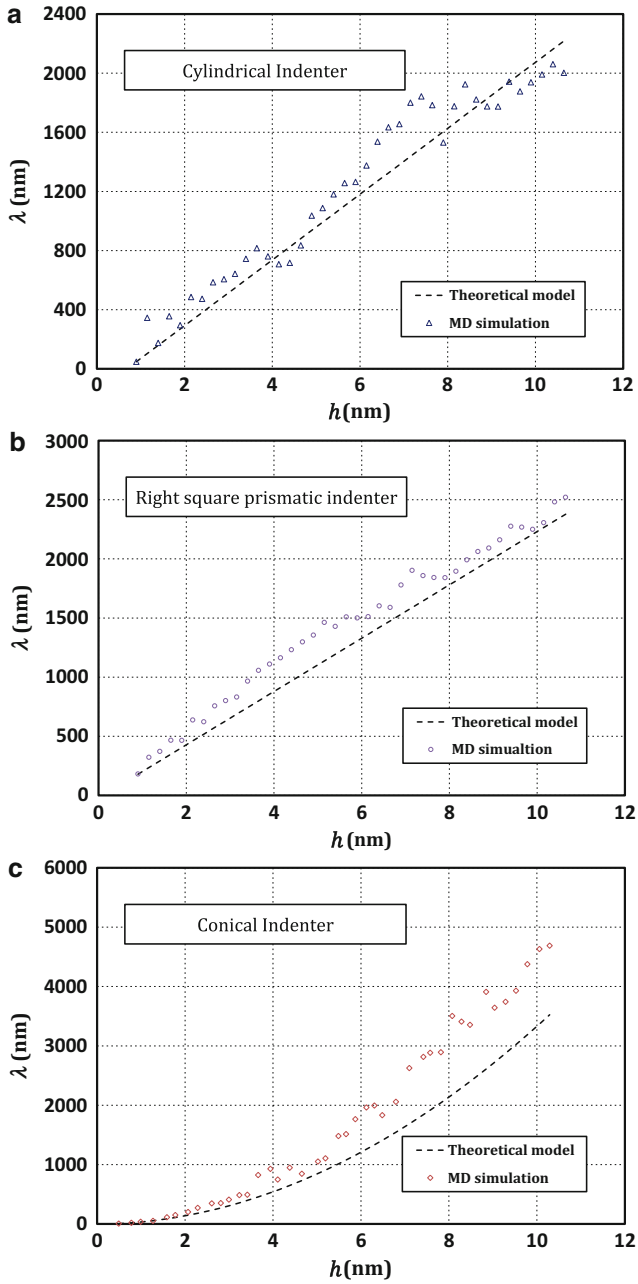 a
2400
2000
1600
1200
800
400
0
λ (nm)
Cylindrical Indenter
Theoretical model
MD simulation
0 2 4 6 8 10 12
h(nm)
b
3000
2500
2000
1500
1000
500
0
λ (nm)
Right square prismatic indenter
Theoretical model
MD simualtion
0 2 4 6 8 10 12
h(nm)
c
6000
5000
4000
3000
2000
1000
0
λ (nm)
Conical Indenter
Theoretical model
MD simulation
0 2 4 6 8 10 12
h(nm)